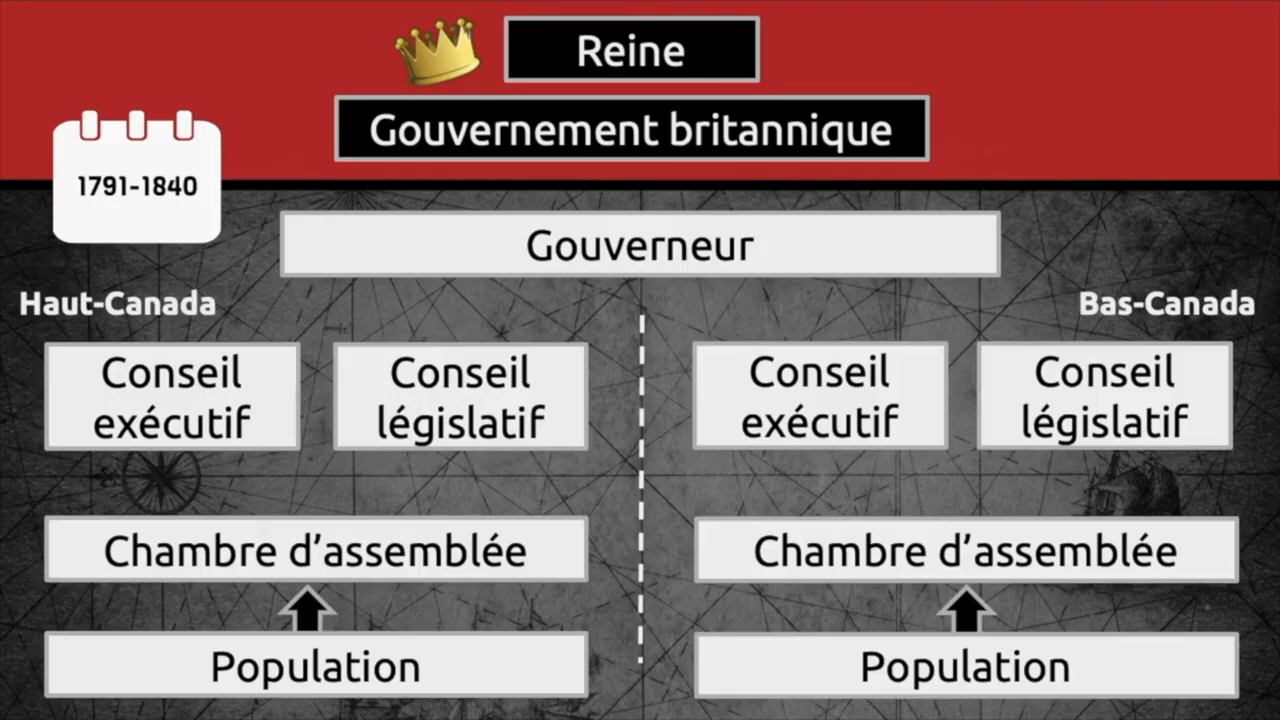 Reine
Gouvernement britannique
1791-1840
Gouverneur
Haut-Canada
Bas-Canada
Conseil
exécutif
Conseil
législatif
Conseil
exécutif
Conseil
législatif
Chambre d’assemblée
Chambre d’assemblée
Population
Population